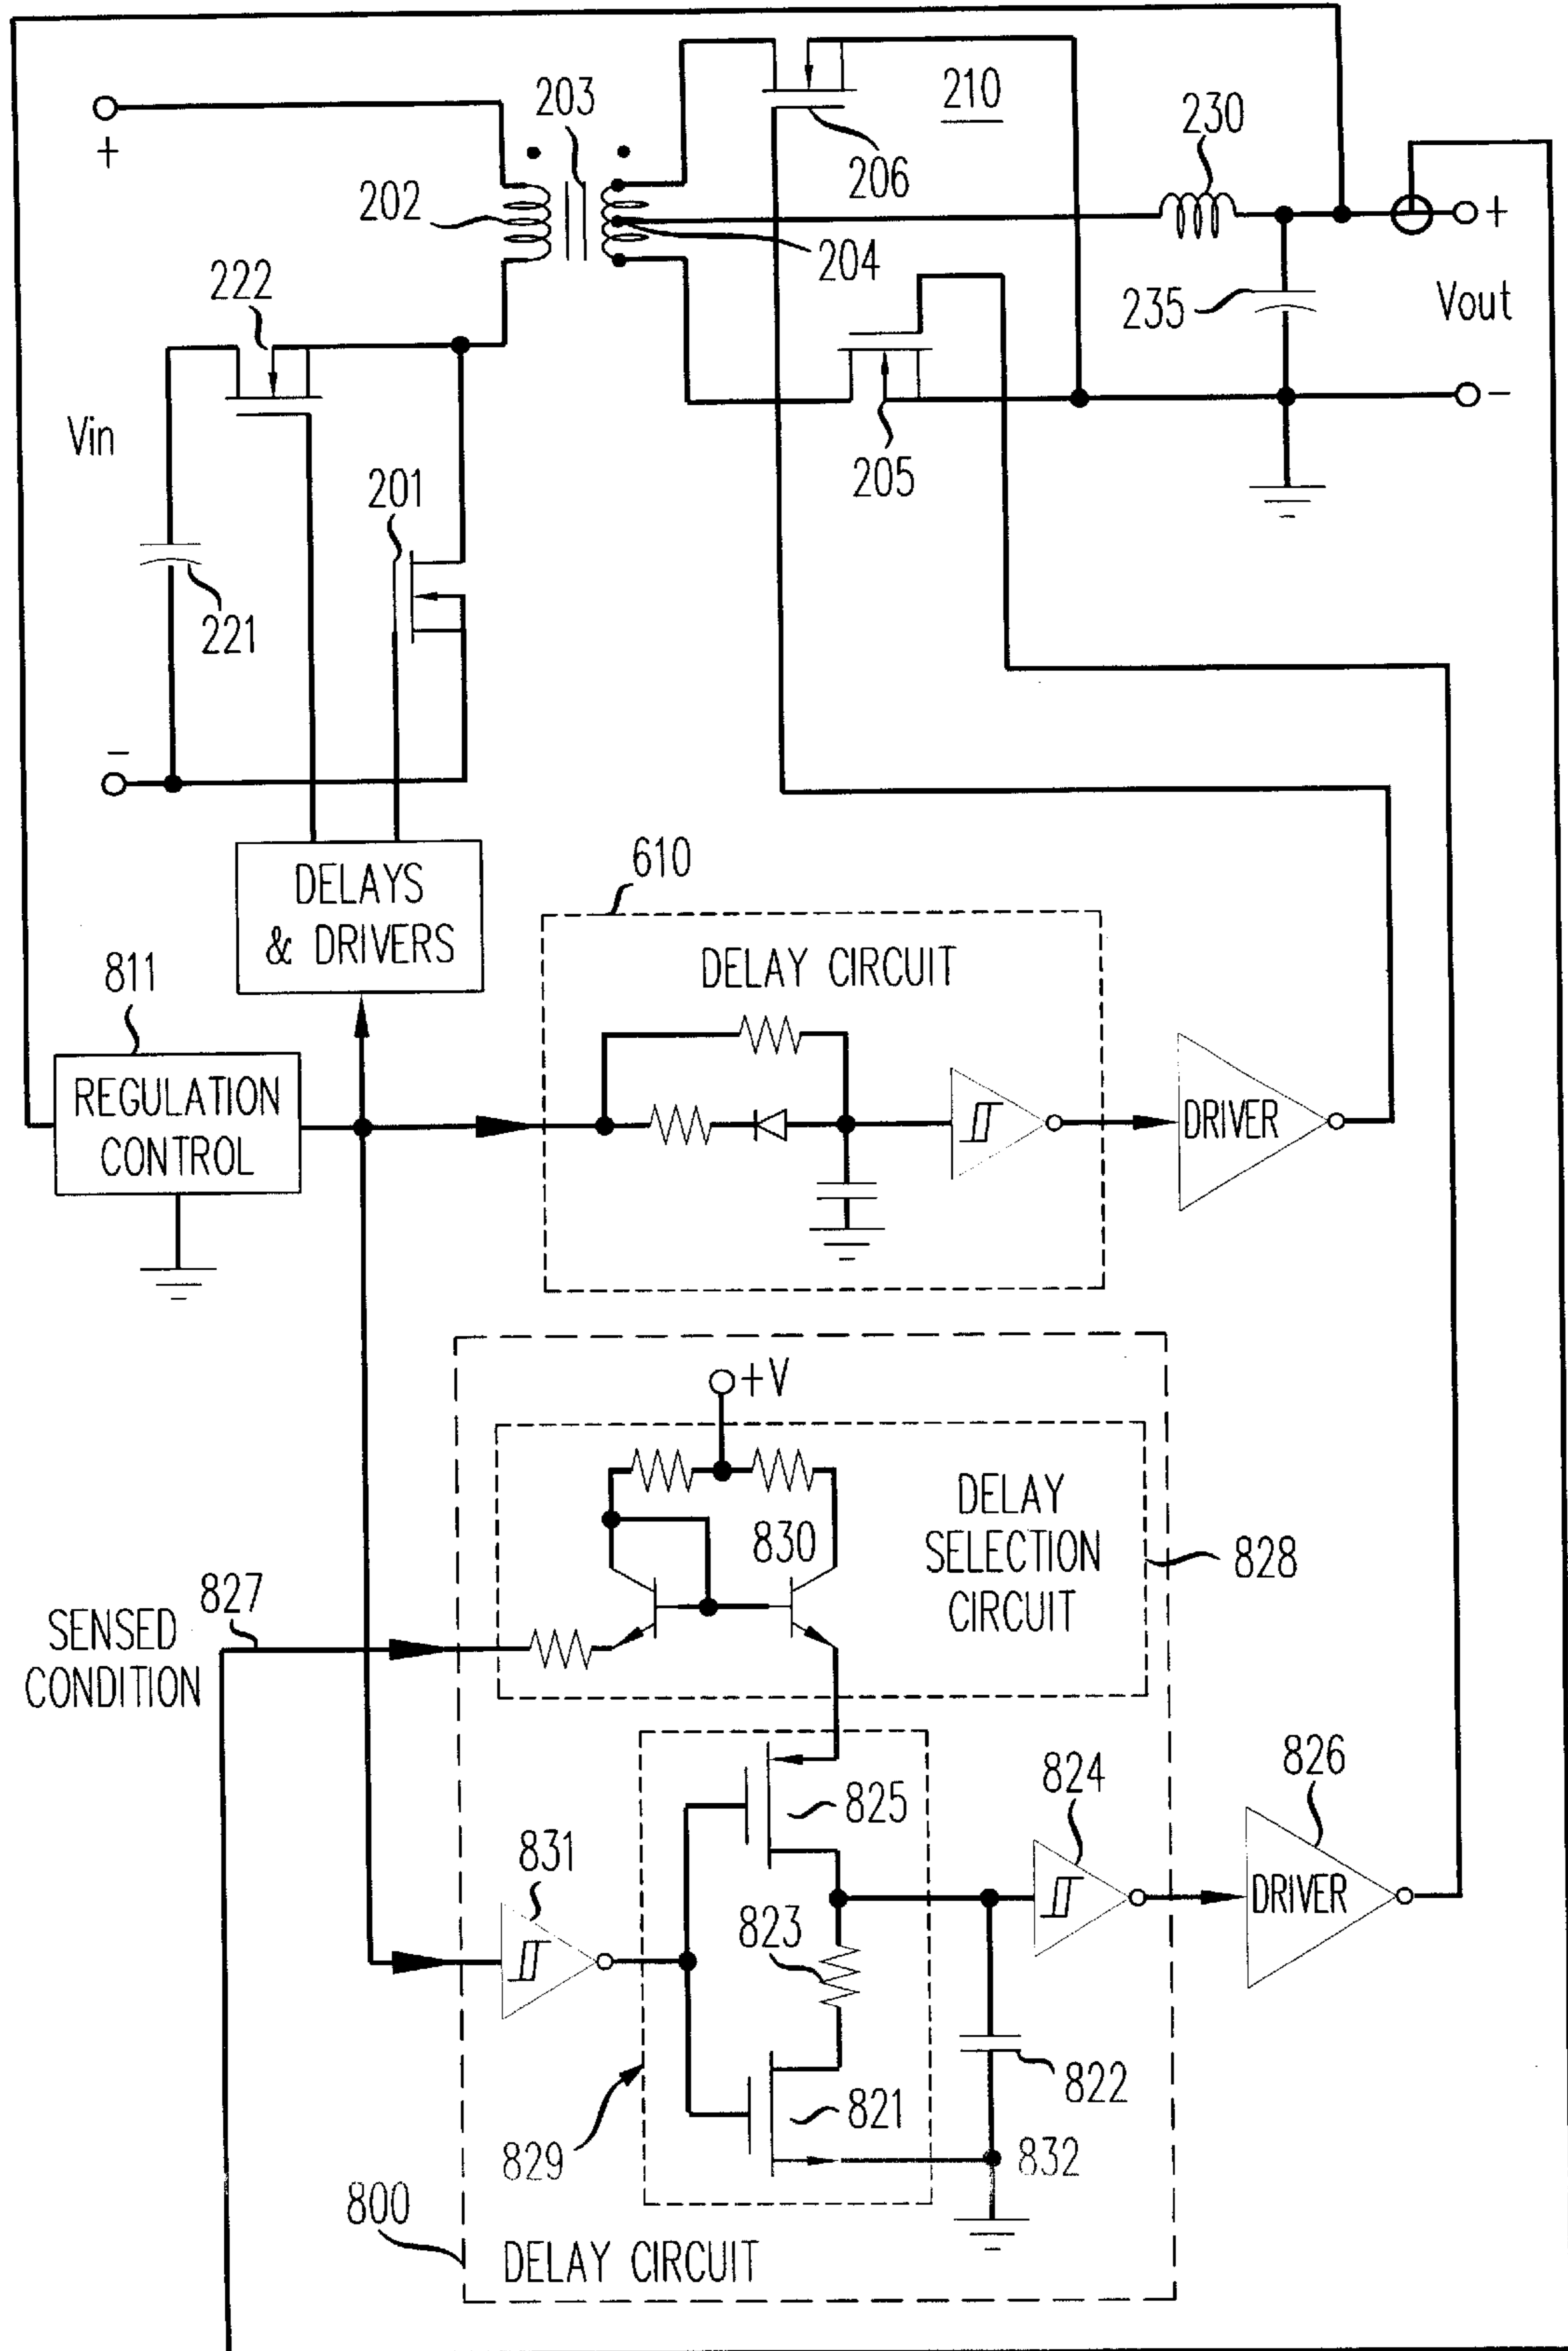 203
210
230
+
206
202
204
+
222
235
Vout
Vin
205
-
201
221
-
610
DELAYS
& DRIVERS
DELAY CIRCUIT
811
REGULATION
CONTROL
DRIVER
+V
DELAY
SELECTION
CIRCUIT
830
828
827
SENSED
CONDITION
825
824
826
831
DRIVER
823
822
821
829
832
800
DELAY CIRCUIT